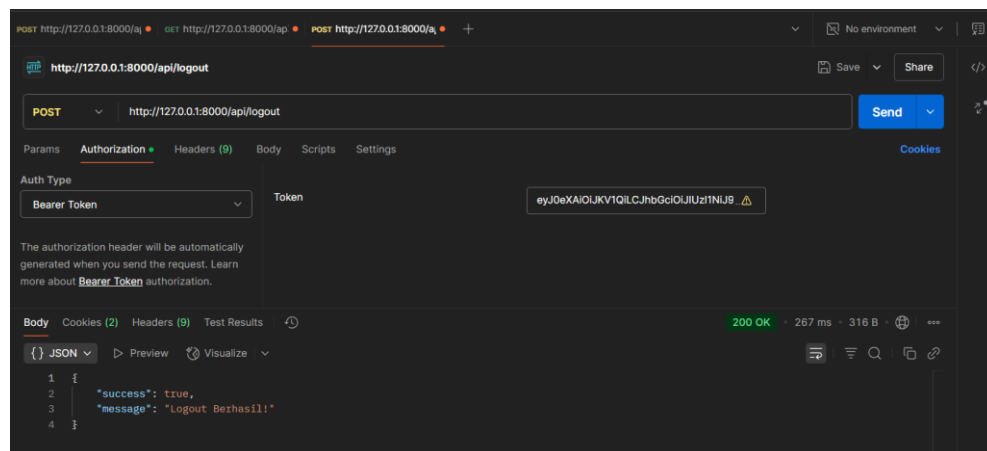 POST http://127.0.0.1:8000/a GET http://127.0.0.1:8000/ap POST http://127.0.0.1:8000/a + No environment
HTTP http://127.0.0.1:8000/api/logout Save Share </>
POST http://127.0.0.1:8000/api/logout Send
Params Authorization Headers (9) Body Scripts Settings Cookies
Auth Type
Bearer Token Token eyJ0eXAiOiJKV1QiLCJhbGciOiJIUzI1NiJ9...
The authorization header will be automatically
generated when you send the request. Learn
more about Bearer Token authorization.
Body Cookies (2) Headers (9) Test Results 200 OK 267 ms 316 B
{} JSON Preview Visualize
1 {
2 "success": true,
3 "message": "Logout Berhasil!"
4 }